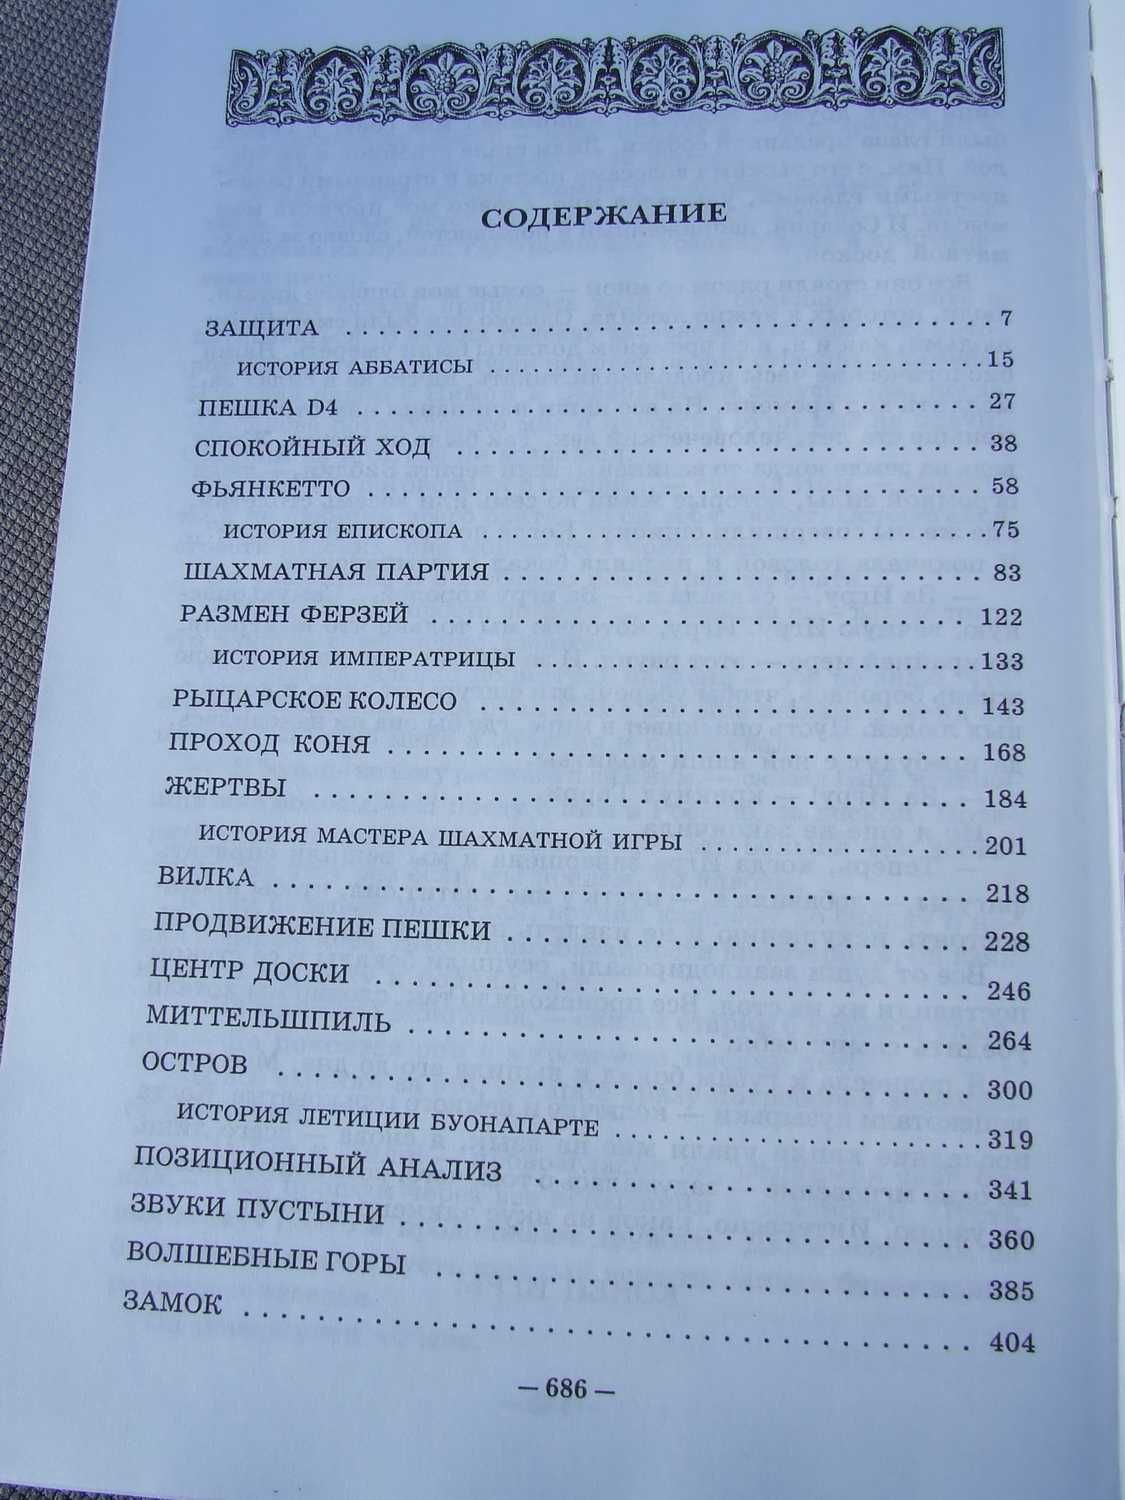 СОДЕРЖАНИЕ
ЗАЩИТА . . . . . . . . . . . . . . . . . . . . . . . . . . . . . . . . 7
ИСТОРИЯ АББАТИСЫ . . . . . . . . . . . . . . . . . . . . . . . . . 15
ПЕШКА D4 . . . . . . . . . . . . . . . . . . . . . . . . . . . . . . 27
СПОКОЙНЫЙ ХОД . . . . . . . . . . . . . . . . . . . . . . . . . 38
ФЬЯНКЕТТО . . . . . . . . . . . . . . . . . . . . . . . . . . . . . 58
ИСТОРИЯ ЕПИСКОПА . . . . . . . . . . . . . . . . . . . . . . . . . 75
ШАХМАТНАЯ ПАРТИЯ . . . . . . . . . . . . . . . . . . . . . . . 83
РАЗМЕН ФЕРЗЕЙ . . . . . . . . . . . . . . . . . . . . . . . . . . 122
ИСТОРИЯ ИМПЕРАТРИЦЫ . . . . . . . . . . . . . . . . . . . . . . 133
РЫЦАРСКОЕ КОЛЕСО . . . . . . . . . . . . . . . . . . . . . . . 143
ПРОХОД КОНЯ . . . . . . . . . . . . . . . . . . . . . . . . . . . 168
ЖЕРТВЫ . . . . . . . . . . . . . . . . . . . . . . . . . . . . . . 184
ИСТОРИЯ МАСТЕРА ШАХМАТНОЙ ИГРЫ . . . . . . . . . . . . . 201
ВИЛКА . . . . . . . . . . . . . . . . . . . . . . . . . . . . . . . 218
ПРОДВИЖЕНИЕ ПЕШКИ . . . . . . . . . . . . . . . . . . . . . . 228
ЦЕНТР ДОСКИ . . . . . . . . . . . . . . . . . . . . . . . . . . . 246
МИТТЕЛЬШПИЛЬ . . . . . . . . . . . . . . . . . . . . . . . . . . 264
ОСТРОВ . . . . . . . . . . . . . . . . . . . . . . . . . . . . . . 300
ИСТОРИЯ ЛЕТИЦИИ БУОНАПАРТЕ . . . . . . . . . . . . . . . . . 319
ПОЗИЦИОННЫЙ АНАЛИЗ . . . . . . . . . . . . . . . . . . . . . 341
ЗВУКИ ПУСТЫНИ . . . . . . . . . . . . . . . . . . . . . . . . . . 360
ВОЛШЕБНЫЕ ГОРЫ . . . . . . . . . . . . . . . . . . . . . . . . . 385
ЗАМОК . . . . . . . . . . . . . . . . . . . . . . . . . . . . . . . 404
— 686 —